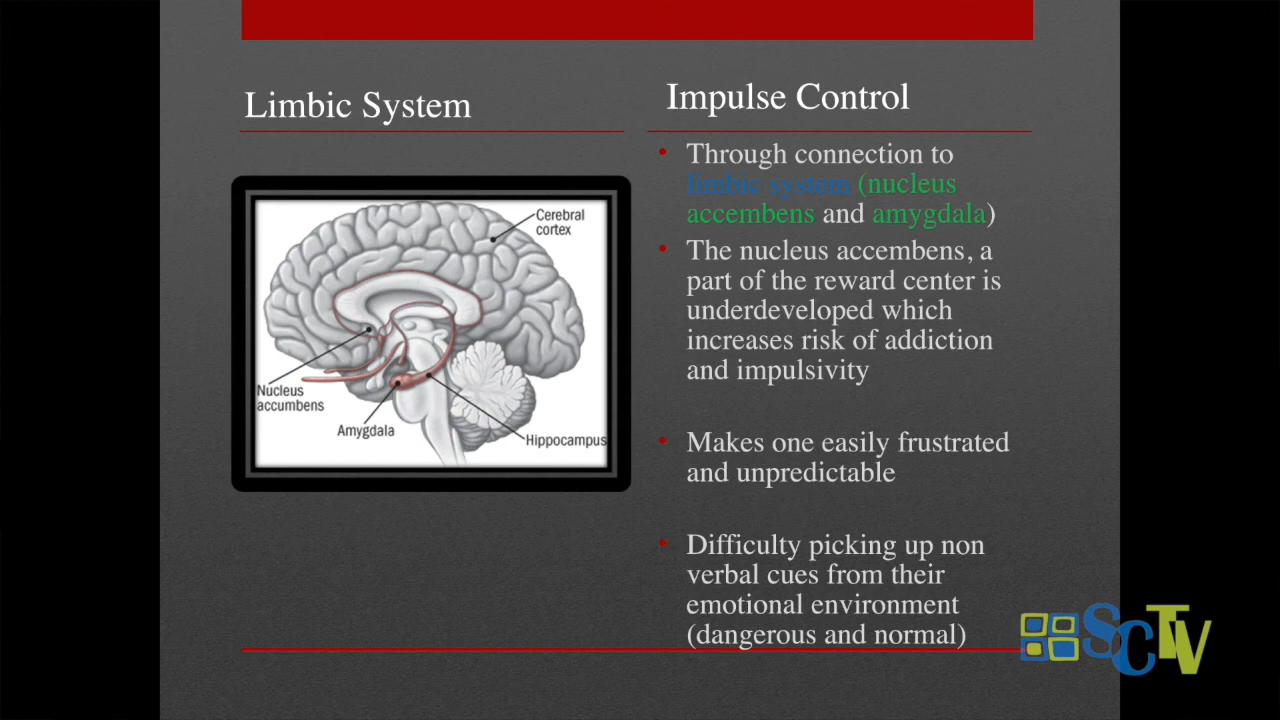 Limbic System
Cerebral
cortex
Nucleus
accumbens
Amygdala
Hippocampus
Impulse Control
• Through connection to
limbic system (nucleus
accembens and amygdala)
• The nucleus accembens, a
part of the reward center is
underdeveloped which
increases risk of addiction
and impulsivity
• Makes one easily frustrated
and unpredictable
• Difficulty picking up non
verbal cues from their
emotional environment
(dangerous and normal)
SCTV